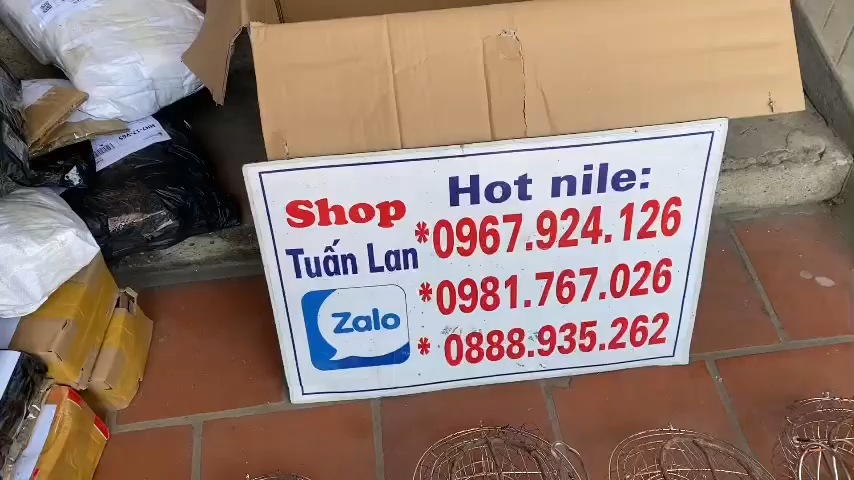 Shop
Tuấn Lan
Zalo
Hot nile:
*0967.924.126
*0981.767.026
* 0888.935.262